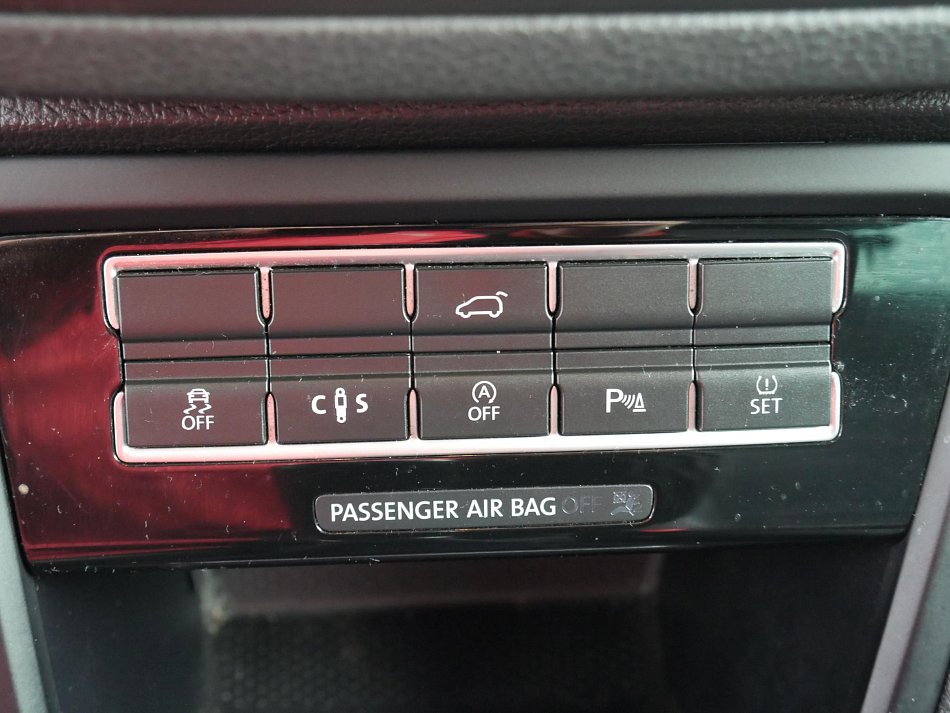 OFF
C S
A
OFF
P
SET
PASSENGER AIR BAG OFF